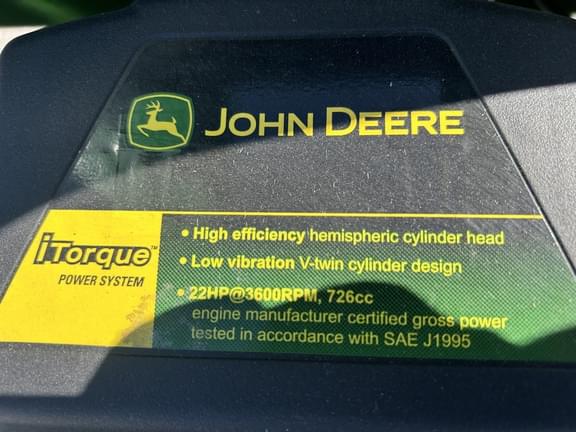 JOHN DEERE
iTorque™
POWER SYSTEM
• High efficiency hemispheric cylinder head
• Low vibration V-twin cylinder design
• 22HP@3600RPM, 726cc
engine manufacturer certified gross power
tested in accordance with SAE J1995